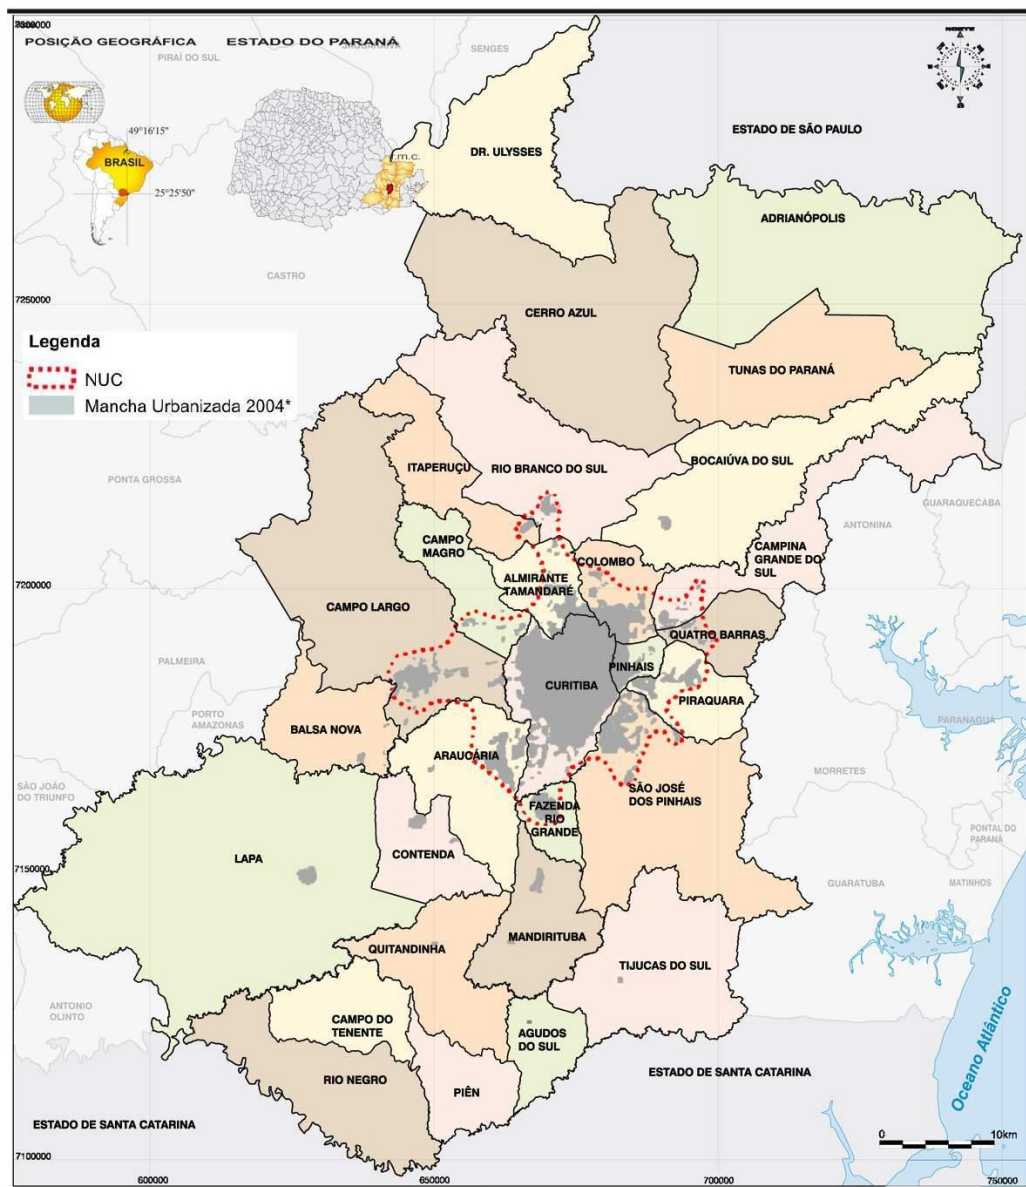 7300000
POSIÇÃO GEOGRÁFICA
ESTADO DO PARANÁ
JAGUARIAÍVA
SENGES
PIRAÍ DO SUL
NORTE
49°16'15"
BRASIL
25°25'50"
r.m.c.
DR. ULYSSES
ESTADO DE SÃO PAULO
ADRIANÓPOLIS
CASTRO
7250000
CERRO AZUL
Legenda
NUC
Mancha Urbanizada 2004*
TUNAS DO PARANÁ
ITAPERUÇU
RIO BRANCO DO SUL
BOCAIÚVA DO SUL
PONTA GROSSA
GUARAQUECABA
ANTONINA
CAMPO
MAGRO
COLOMBO
CAMPINA
GRANDE DO
SUL
ALMIRANTE
TAMANDARÉ
7200000
CAMPO LARGO
QUATRO BARRAS
PALMEIRA
PINHAIS
CURITIBA
PIRAQUARA
PORTO
AMAZONAS
BALSA NOVA
ARAUCÁRIA
PARANAGUÁ
SÃO JOÃO
DO TRIUNFO
MORRETES
SÃO JOSÉ
DOS PINHAIS
FAZENDA
RIO
GRANDE
PONTAL DO
PARANÁ
LAPA
CONTENDA
7150000
GUARATUBA
MATINHOS
MANDIRITUBA
QUITANDINHA
TIJUCAS DO SUL
ANTONIO
OLINTO
CAMPO DO
TENENTE
AGUDOS
DO SUL
Oceano Atlântico
RIO NEGRO
PIÊN
ESTADO DE SANTA CATARINA
ESTADO DE SANTA CATARINA
0
10km
7100000
600000
650000
700000
750000